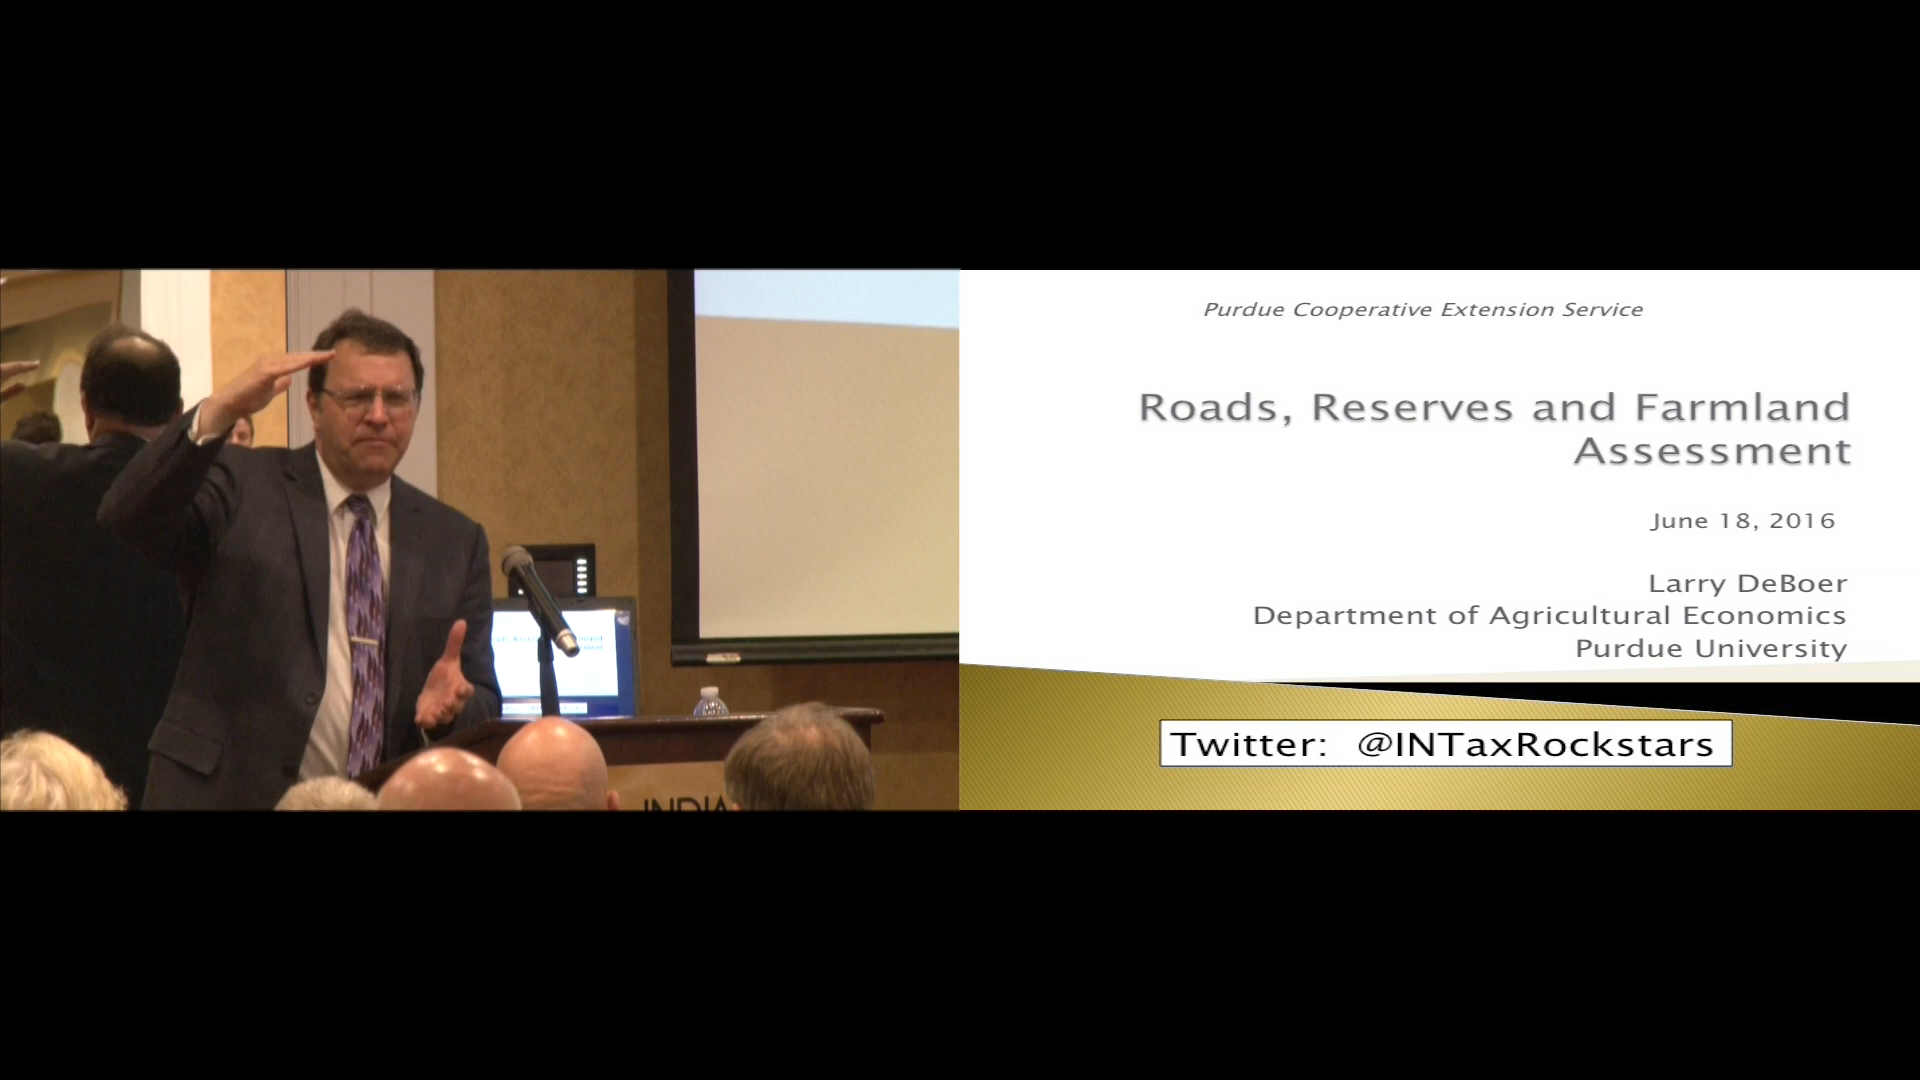 Purdue Cooperative Extension Service
Roads, Reserves and Farmland
Assessment
June 18, 2016
Larry DeBoer
Department of Agricultural Economics
Purdue University
Twitter: @INTaxRockstars